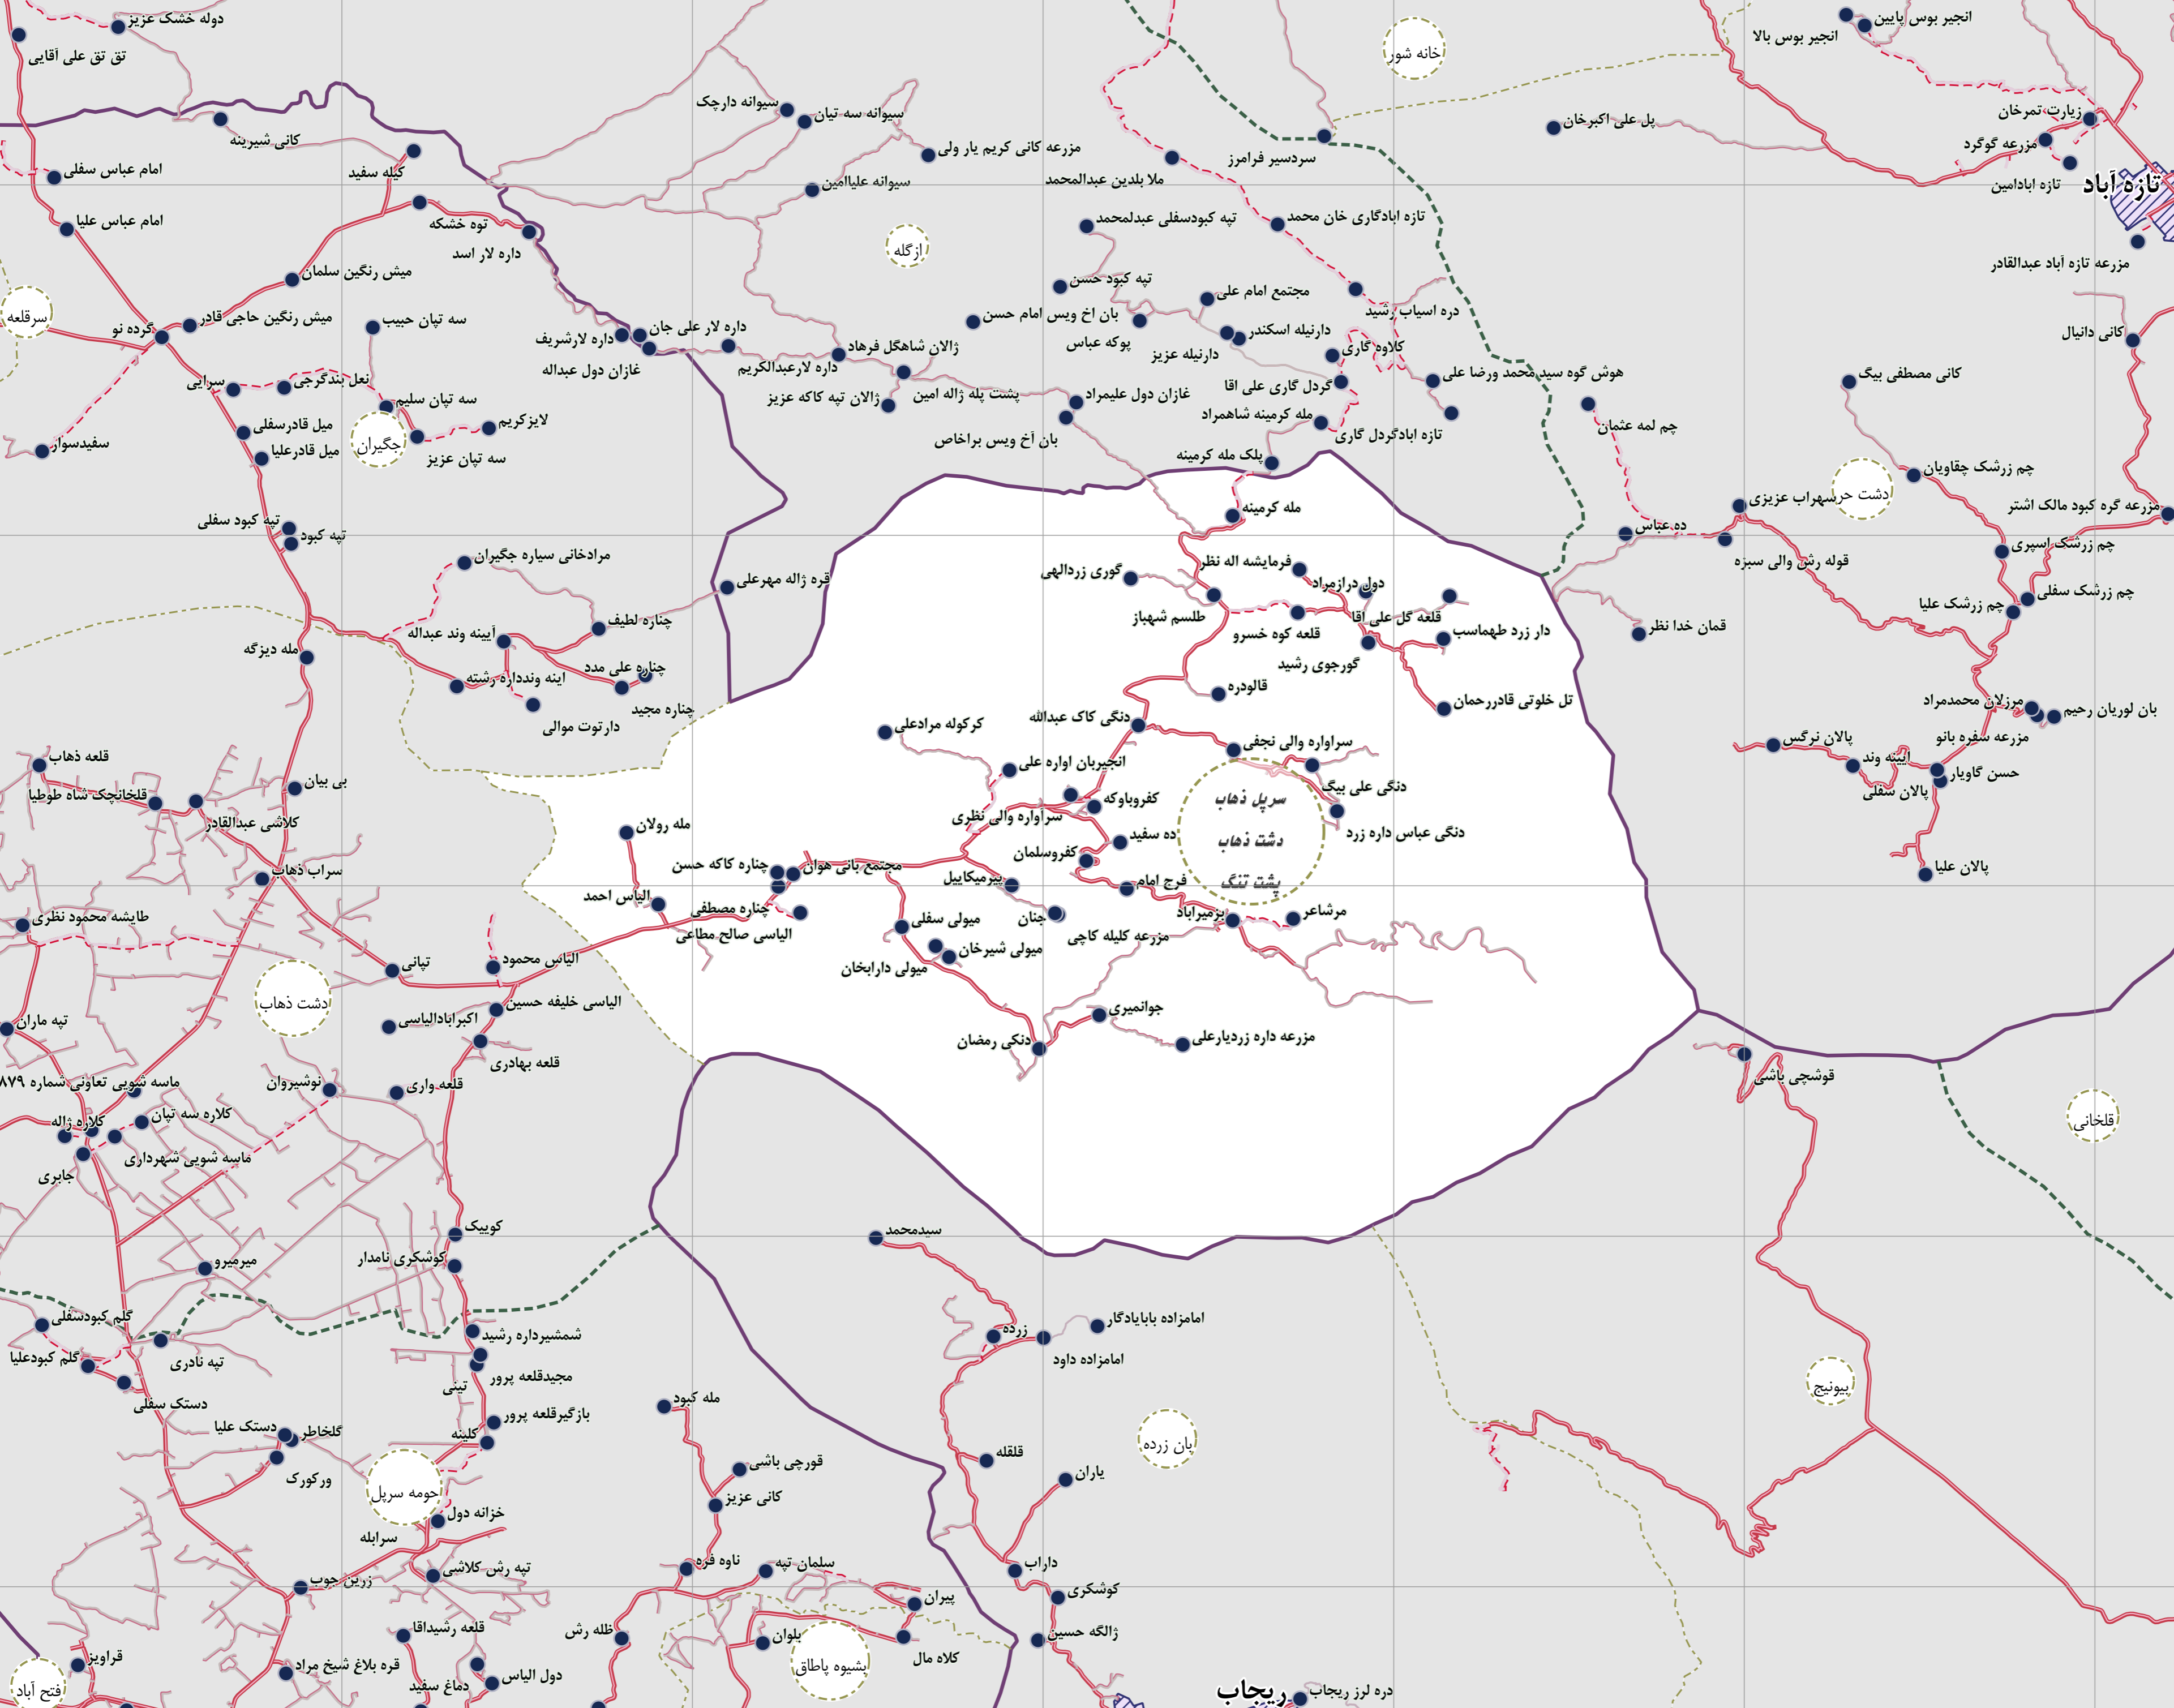 دوله خشک عزیز
تق تق علی آقایی
انجیر بوس پایین
انجیر بوس بالا
خانه شور
سیوانه دارچک
سیوانه سه تپان
زیارت تمرخان
پل علی اکبرخان
مزرعه گوگرد
کانی شیرینه
مزرعه کانی کریم یار ولی
سردسیر فرامرز
امام عباس سفلی
کپله سفید
سیوانه علیاامین
ملا بلدین عبدالمحمد
تازه ابادامین
تازه آباد
امام عباس علیا
توه خشکه
تپه کبودسفلی عبدلمحمد
تازه ابادگاری خان محمد
داره لار اسد
ازگله
مزرعه تازه آباد عبدالقادر
میش رنگین سلمان
تپه کبود حسن
مجتمع امام علی
سرقلعه
میش رنگین حاجی قادر
سه تپان حبیب
گرده نو
داره لار علی جان
بان اخ ویس امام حسن
دره اسیاب رشید
داره لارشریف
پوکه عباس
دارنیله اسکندر
کانی دانیال
غازان دول عبداله
داره لارعبدالکریم
ژالان شاهگل فرهاد
دارنیله عزیز
کلاوه گاری
سرابی
نعل بندگرجی
سه تپان سلیم
ژالان تپه کاکه عزیز
پشت پله ژاله امین
غازان دول علیمراد
گردل گاری علی اقا
هوش گوه سید محمد ورضا علی
کانی مصطفی بیگ
میل قادرسفلی
لایزکریم
مله کرمینه شاهمراد
سفیدسوار
جگیران
میل قادرعلیا
سه تپان عزیز
بان آخ ویس براخاص
تازه ابادگردل گاری
چم لمه عثمان
پلک مله کرمینه
چم زرشک چقاویان
دشت حر
سهراب عزیزی
مزرعه گره کبود مالک اشتر
تپه کبود سفلی
تپه کبود
مله کرمینه
ده عباس
مرادخانی سیاره جگیران
قوله رش والی سبزه
چم زرشک اسپری
قره ژاله مهرعلی
گوری زردالهی
فرمایشه اله نظر
دول درازمراد
چم زرشک سفلی
چم زرشک علیا
چناره لطیف
آیینه وند عبداله
طلسم شهباز
قلعه کوه خسرو
قلعه گل علی اقا
دار زرد طهماسب
قمان خدا نظر
مله دیزگه
چناره علی مدد
اینه ونددداره رشته
گورجوی رشید
چناره مجید
دارتوت موالی
قالودره
تل خلوتی قادررحمان
مرزلان محمدمراد
بان لوریان رحیم
کرکوله مرادعلی
دنگی کاک عبدالله
سراواره والی نجفی
پالان نرگس
مزرعه سفره بانو
قلعه ذهاب
انجیربان اواره علی
آیینه وند
حسن گاویار
بی بیان
قلخانچک شاه طوطیا
کفروباوکه
دنگی علی بیگ
پالان سفلی
سرپل ذهاب
کلاشی عبدالقادر
مله رولان
سراواره والی نظری
ده سفید
دشت ذهاب
دنگی عباس داره زرد
کفروسلمان
پالان علیا
سراب ذهاب
چناره کاکه حسن
مجتمع بانی هوان
پیرمیکاییل
فرج امام
پشت تنگ
الیاس احمد
چناره مصطفی
طایشه محمود نظری
میولی سفلی
چنان
بزمیراباد
مرشاعر
الیاسی صالح مطاعی
میولی شیرخان
مزرعه کلیله کاچی
تپانی
الیاس محمود
میولی دارابخان
دشت ذهاب
الیاسی خلیفه حسین
جوانمیری
تپه ماران
اکبرابادالیاسی
دنکی رمضان
مزرعه داره زردیارعلی
قلعه بهادری
قوشچی باشی
ماسه شویی تعاونی شماره ۸۷۹
نوشیروان
قلعه واری
کلاره ژاله
کلاره سه تپان
قلخانی
ماسه شویی شهرداری
جابری
کوییک
سیدمحمد
میرمیرو
کوشکری نامدار
گلم کبودسفلی
شمشیرداره رشید
زرده
امامزاده بابایادگار
گلم کبودعلیا
تپه نادری
امامزاده داود
مجیدقلعه پرور
تپنی
پیونیج
دستک سفلی
مله کبود
بازگیرقلعه پرور
دستک علیا
گلخاطر
کلینه
بان زرده
قلقله
ورکورک
قورچی باشی
یاران
حومه سرپل
کانی عزیز
خزانه دول
سرابله
ناوه فره
سلمان تپه
داراب
زرین چوب
تپه رش کلاشی
کوشکری
پیران
قلعه رشیداقا
ظله رش
پلوان
ژالگه حسین
کلاه مال
قراویز
قره بلاغ شیخ مراد
پشیوه پاطاق
دول الیاس
دماغ سفید
فتح آباد
ریجاب
دره لرز ریجاب